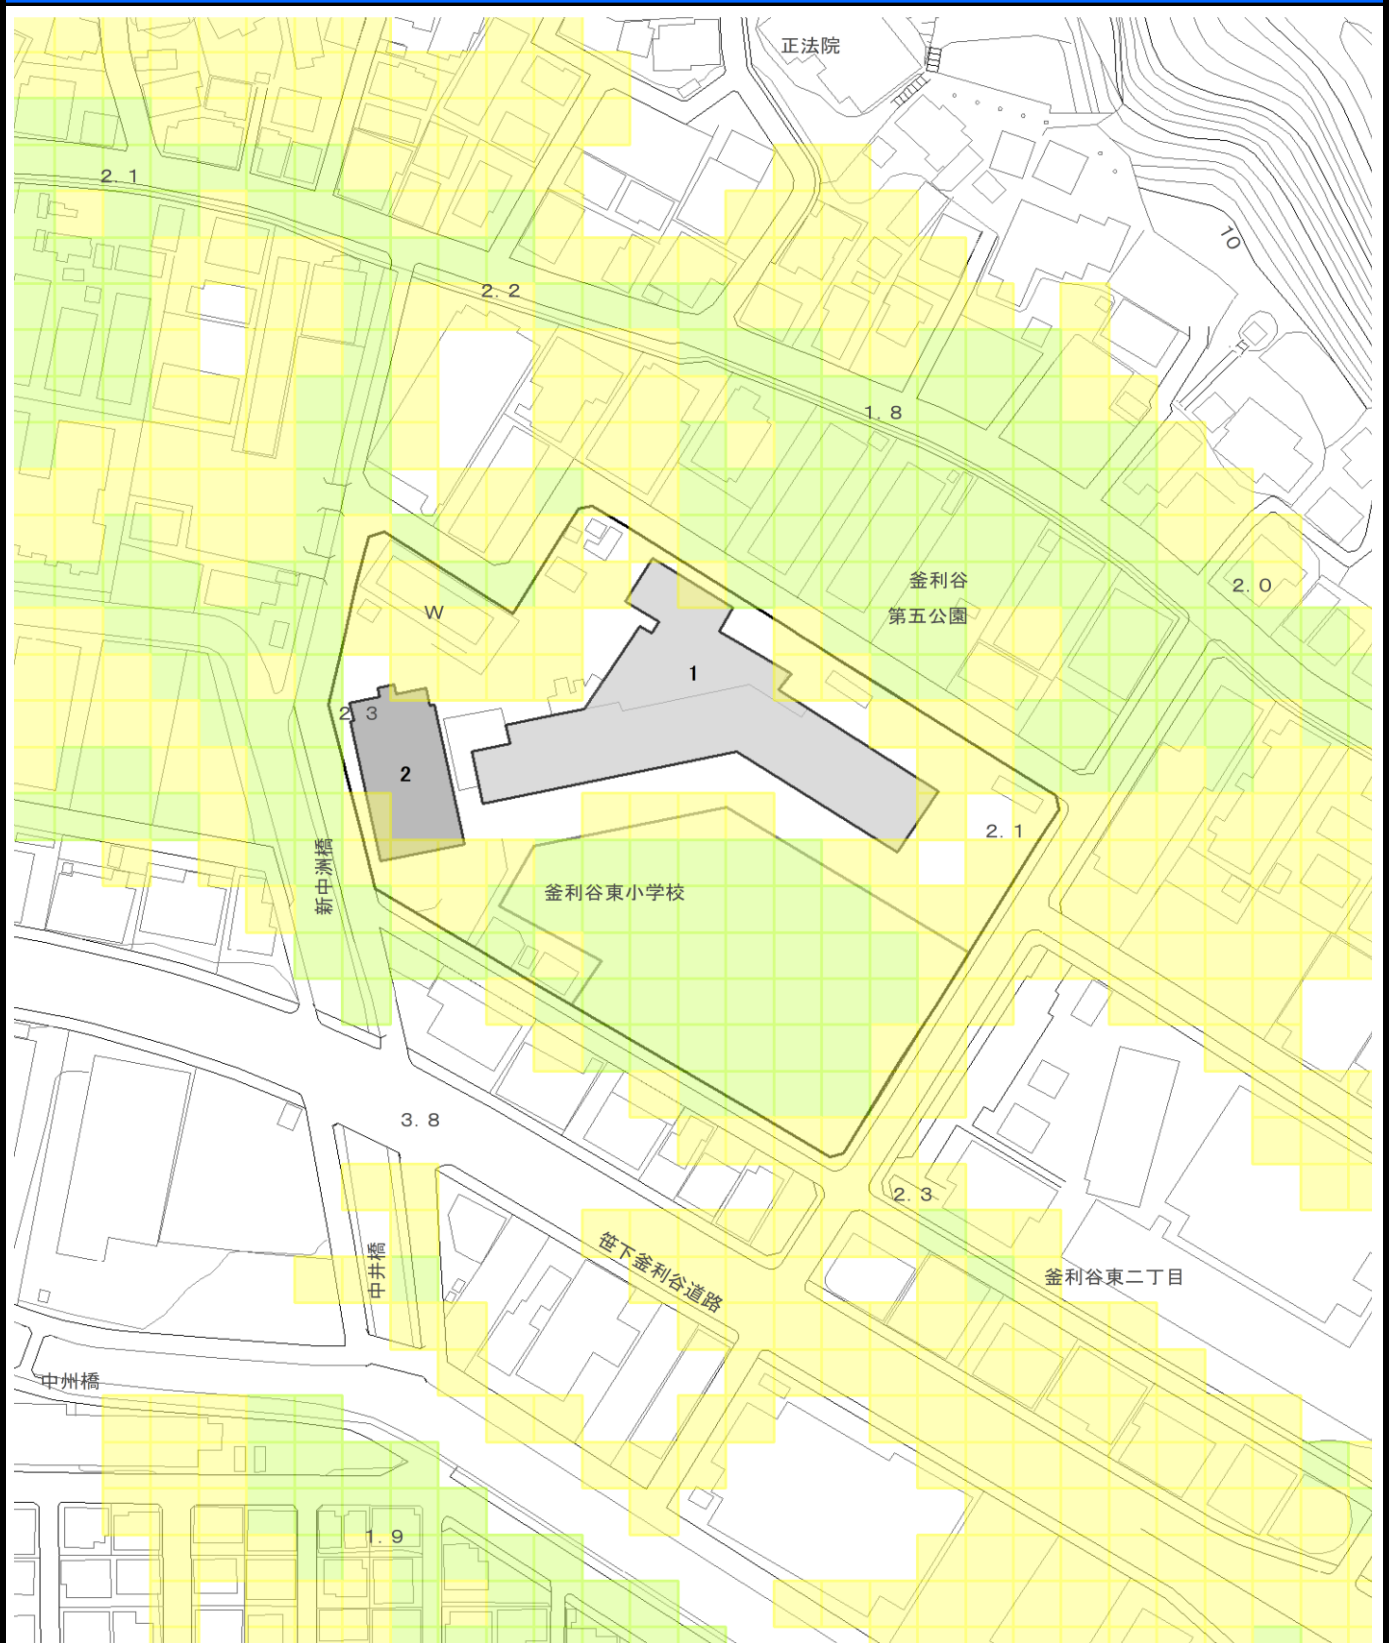 正法院
2. 1
10
2. 2
1. 8
釜利谷
第五公園
2. 0
W
1
2. 3
2
2. 1
新中洲橋
釜利谷東小学校
3. 8
2. 3
笹下釜利谷道路
中井橋
釜利谷東二丁目
中州橋
1. 9